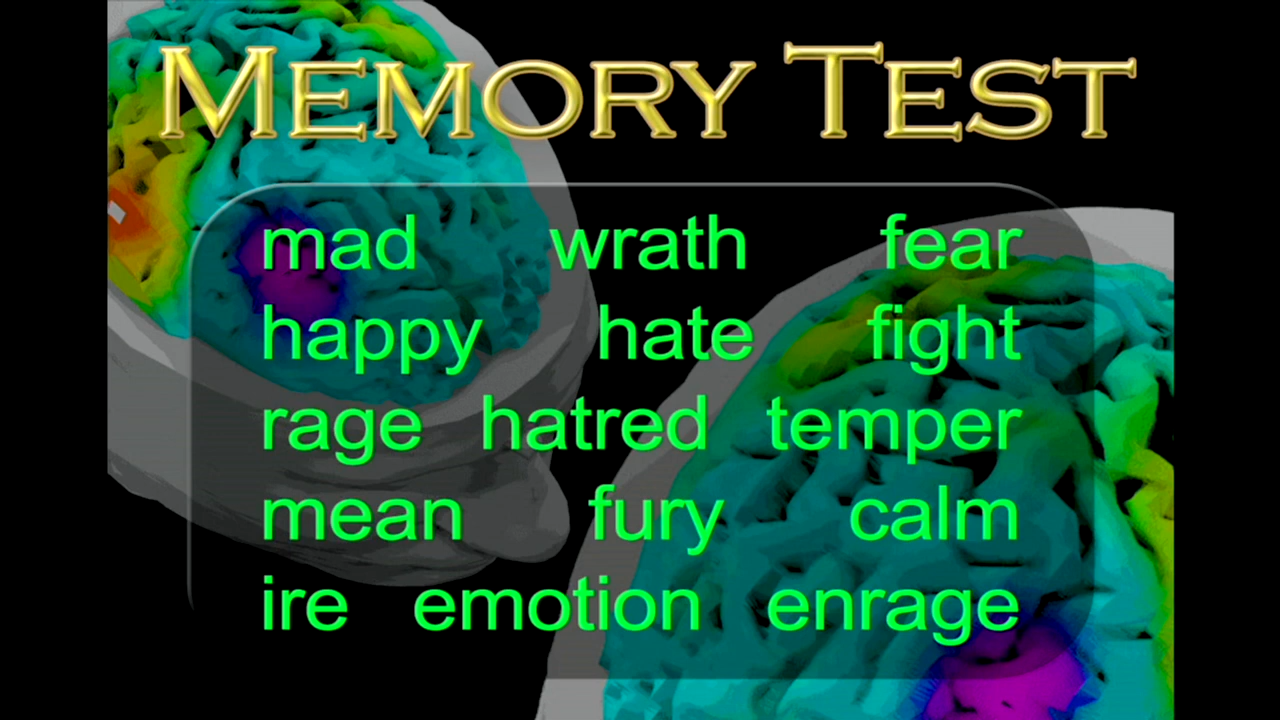 Memory Test
mad wrath fear
happy hate fight
rage hatred temper
mean fury calm
ire emotion enrage